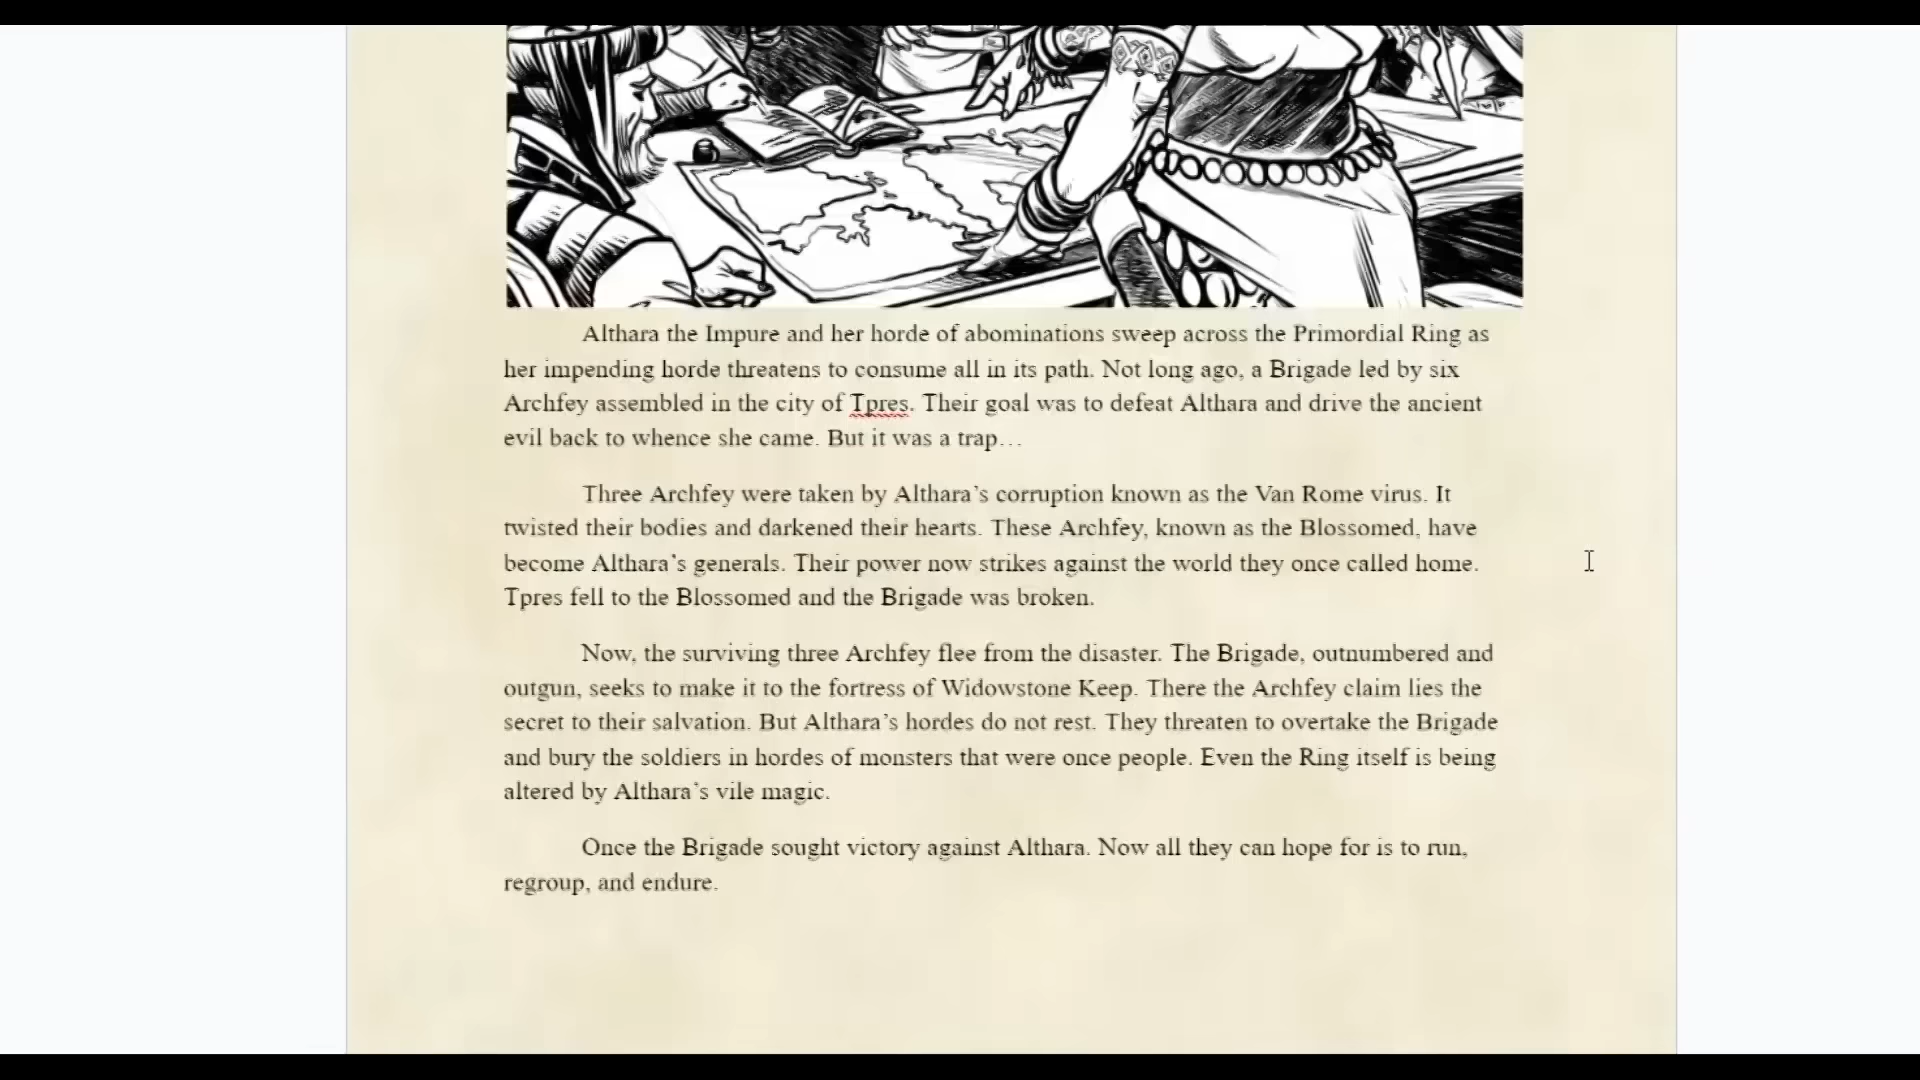 Althara the Impure and her horde of abominations sweep across the Primordial Ring as
her impending horde threatens to consume all in its path. Not long ago, a Brigade led by six
Archfey assembled in the city of Tpres. Their goal was to defeat Althara and drive the ancient
evil back to whence she came. But it was a trap…
Three Archfey were taken by Althara’s corruption known as the Van Rome virus. It
twisted their bodies and darkened their hearts. These Archfey, known as the Blossomed, have
become Althara’s generals. Their power now strikes against the world they once called home.
Tpres fell to the Blossomed and the Brigade was broken.
Now, the surviving three Archfey flee from the disaster. The Brigade, outnumbered and
outgun, seeks to make it to the fortress of Widowstone Keep. There the Archfey claim lies the
secret to their salvation. But Althara’s hordes do not rest. They threaten to overtake the Brigade
and bury the soldiers in hordes of monsters that were once people. Even the Ring itself is being
altered by Althara’s vile magic.
Once the Brigade sought victory against Althara. Now all they can hope for is to run,
regroup, and endure.